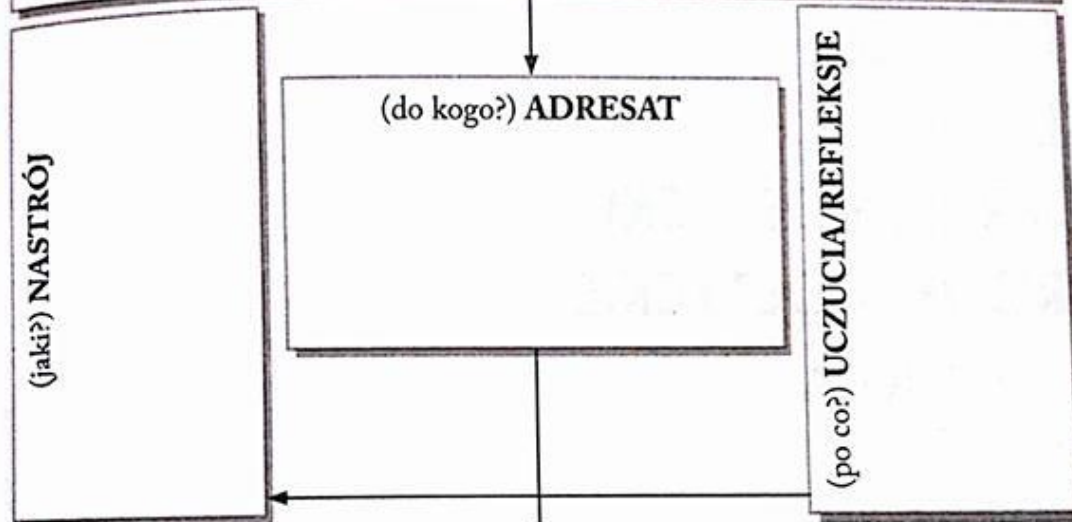 (jaki?) NASTRÓJ
(do kogo?) ADRESAT
(po co?) UCZUCIA/REFLEKSJE